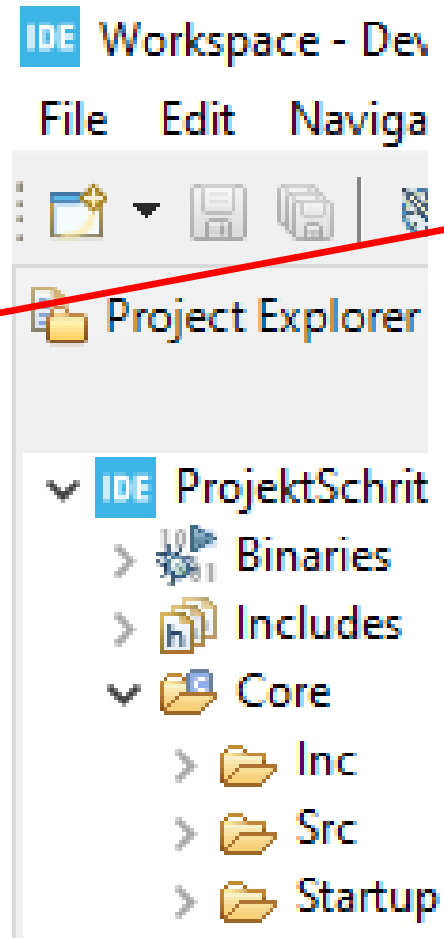 IDE Workspace - Dev
File Edit Naviga
Project Explorer
IDE ProjektSchrit
Binaries
h Includes
c Core
Inc
Src
Startup